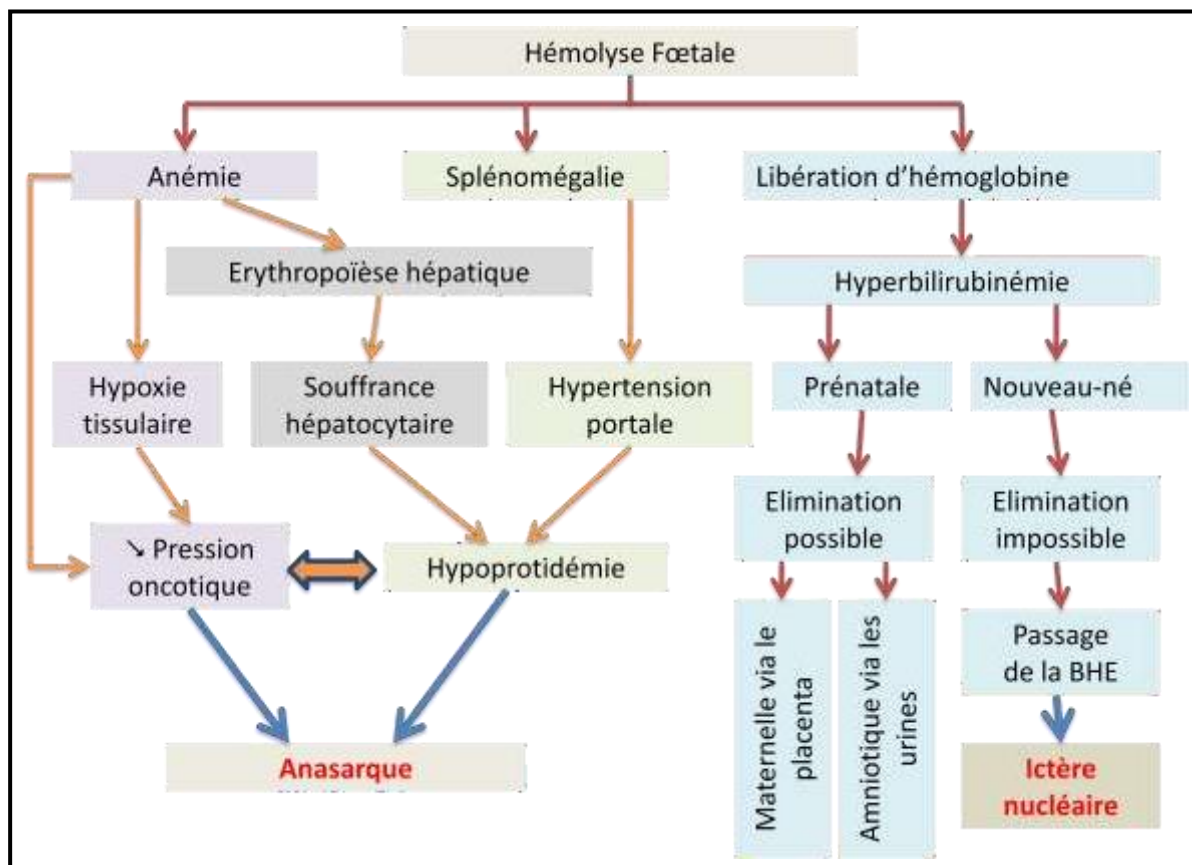 Hémolyse Fœtale
Anémie
Splénomégalie
Libération d'hémoglobine
Erythropoïèse hépatique
Hyperbilirubinémie
Hypoxie
tissulaire
Souffrance
hépatocytaire
Hypertension
portale
Prénatale
Nouveau-né
Elimination
possible
Elimination
impossible
↘ Pression
oncotique
Hypoprotidémie
Maternelle via le
placenta
Amniotique via les
urines
Passage
de la BHE
Anasarque
Ictère
nucléaire